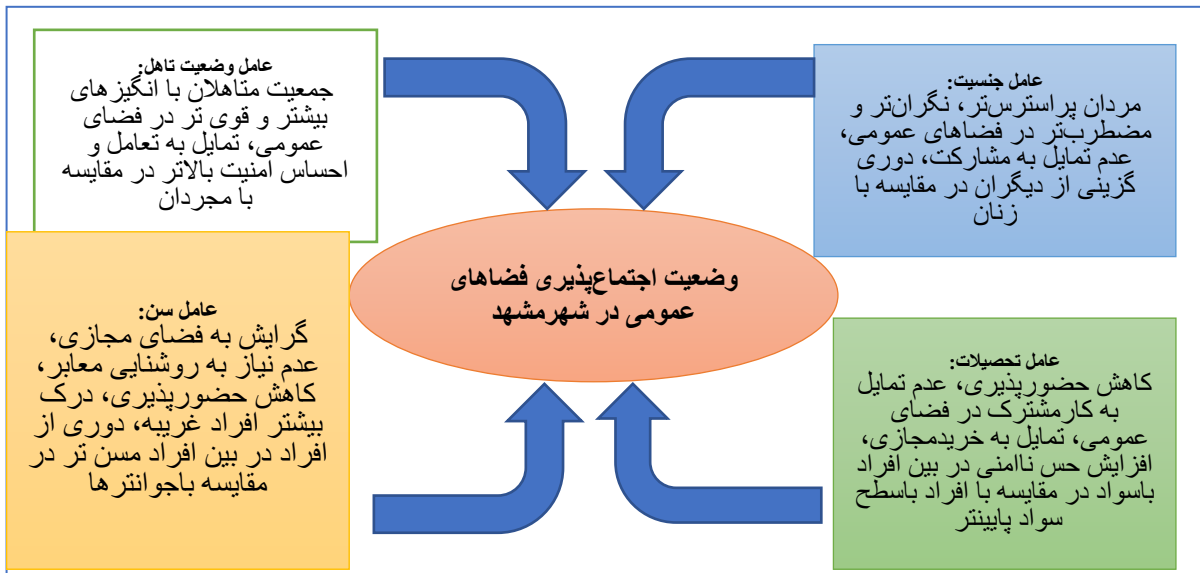 عامل جنسیت:
مردان پراسترس‌تر، نگران‌تر و
مضطرب‌تر در فضاهای عمومی،
عدم تمایل به مشارکت، دوری
گزینی از دیگران در مقایسه با
زنان
عامل وضعیت تاهل:
جمعیت متاهلان با انگیزهای
بیشتر و قوی تر در فضای
عمومی، تمایل به تعامل و
احساس امنیت بالاتر در مقایسه
با مجردان
وضعیت اجتماع‌پذیری فضاهای
عمومی در شهرمشهد
عامل تحصیلات:
کاهش حضورپذیری، عدم تمایل
به کارمشترک در فضای
عمومی، تمایل به خریدمجازی،
افزایش حس ناامنی در بین افراد
باسواد در مقایسه با افراد باسطح
سواد پایینتر
عامل سن:
گرایش به فضای مجازی،
عدم نیاز به روشنایی معابر،
کاهش حضورپذیری، درک
بیشتر افراد غریبه، دوری از
افراد در بین افراد مسن تر در
مقایسه باجوانترها